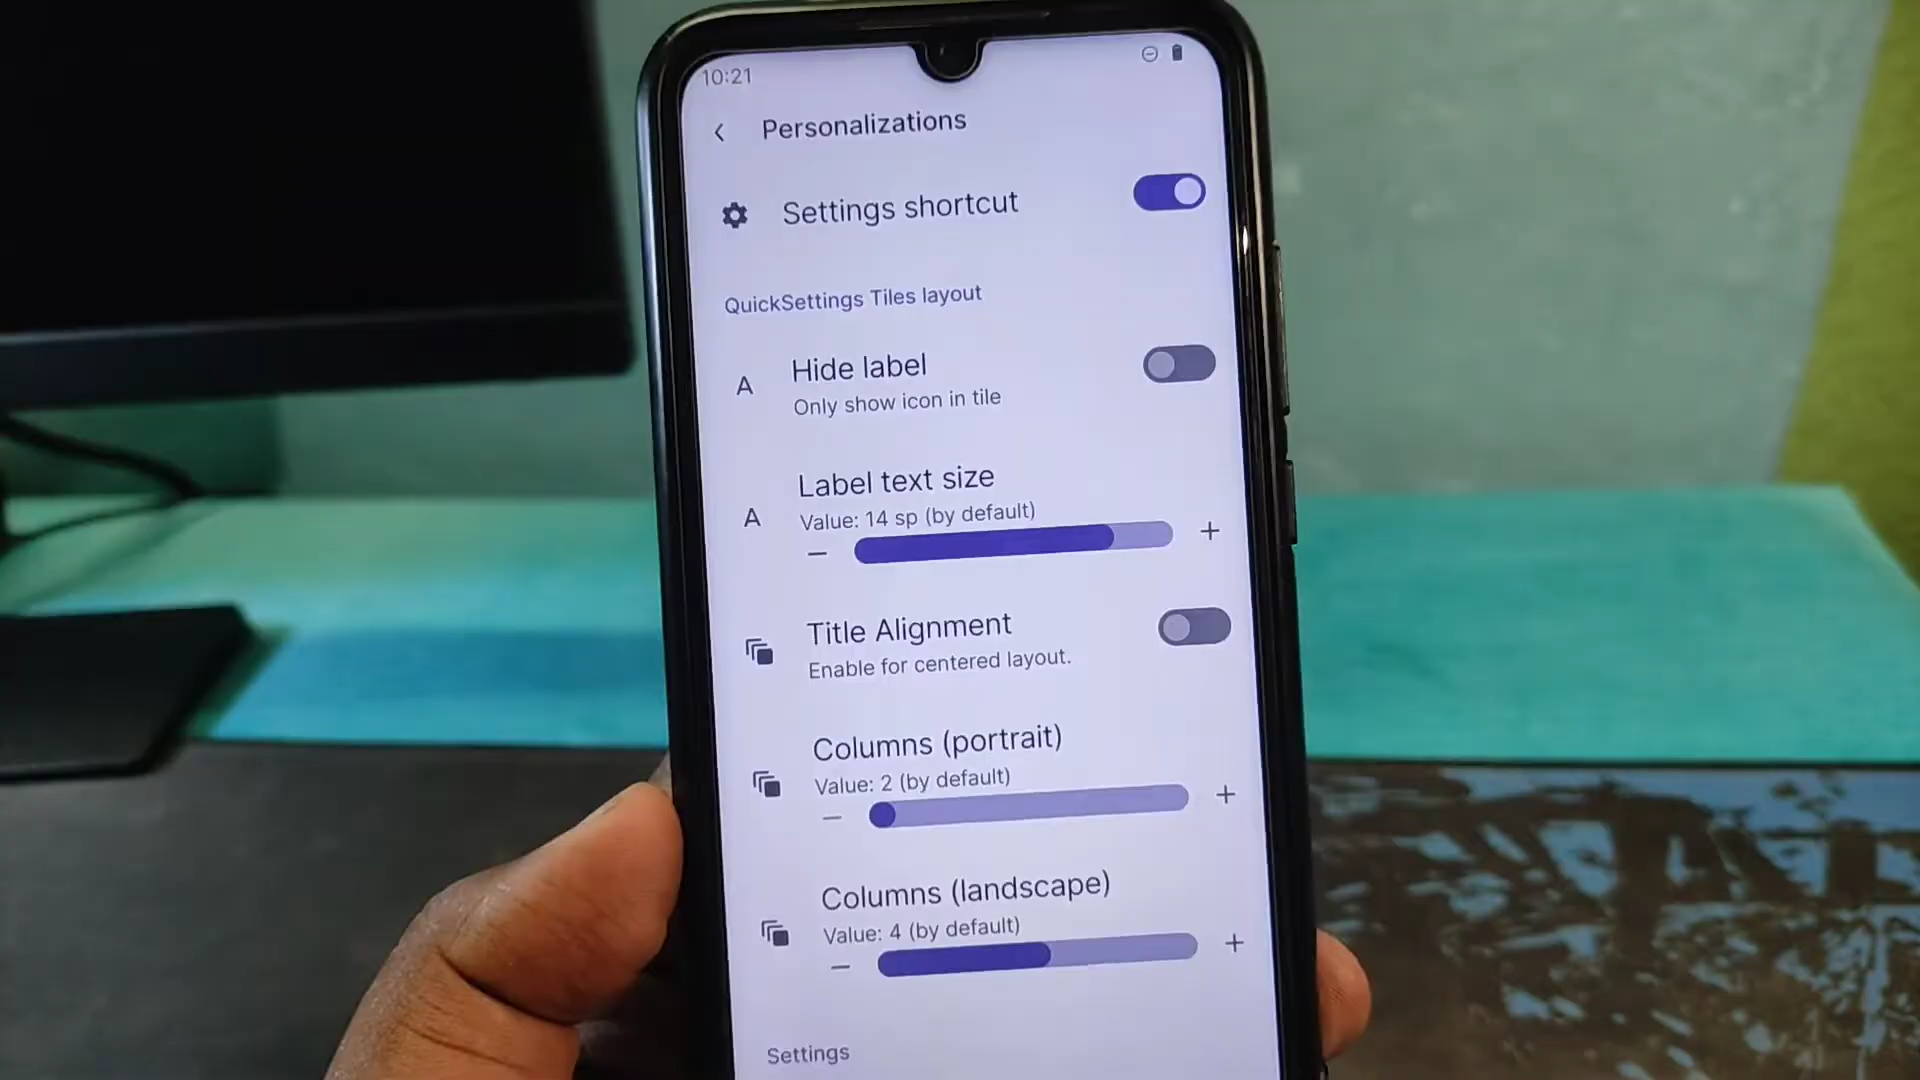 10:21
Personalizations
Settings shortcut
QuickSettings Tiles layout
Hide label
Only show icon in tile
A
Label text size
Value: 14 sp (by default)
A
Title Alignment
Enable for centered layout.
Columns (portrait)
Value: 2 (by default)
Columns (landscape)
Value: 4 (by default)
Settings